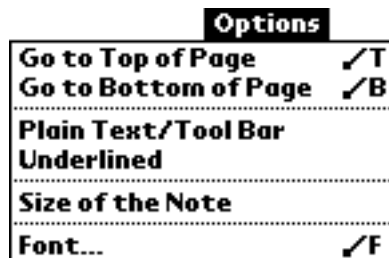 Options
Go to Top of Page /T
Go to Bottom of Page /B
Plain Text/Tool Bar
Underlined
Size of the Note
Font... /F